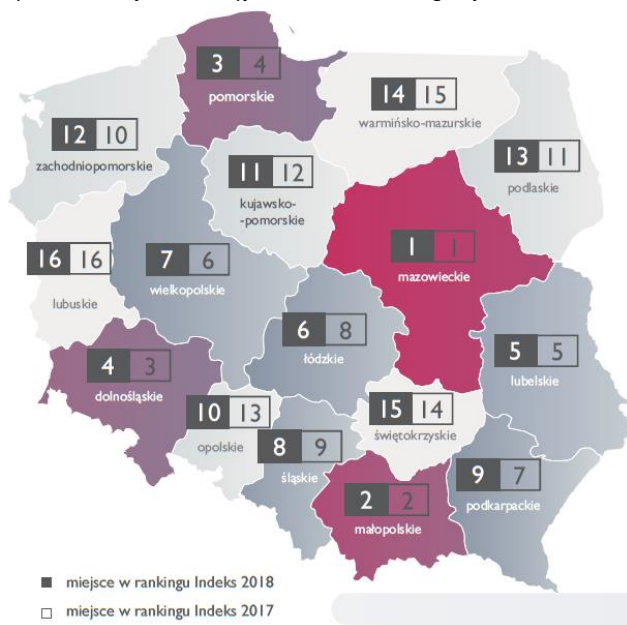 3 4
pomorskie
14 15
warmińsko-mazurskie
12 10
zachodniopomorskie
13 11
podlaskie
11 12
kujawsko-
-pomorskie
1 1
mazowieckie
16 16
lubuskie
7 6
wielkopolskie
6 8
łódzkie
5 5
lubelskie
4 3
dolnośląskie
10 13
opolskie
15 14
świętokrzyskie
8 9
śląskie
9 7
podkarpackie
2 2
małopolskie
miejsce w rankingu Indeks 2018
miejsce w rankingu Indeks 2017